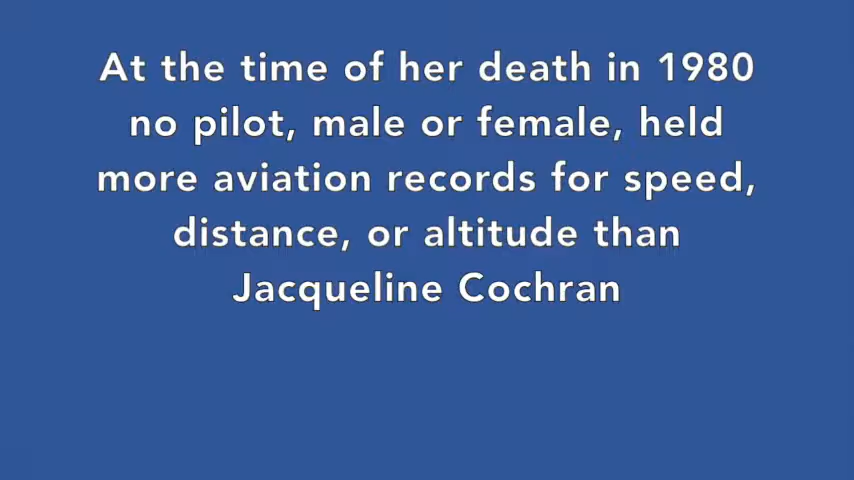 At the time of her death in 1980
no pilot, male or female, held
more aviation records for speed,
distance, or altitude than
Jacqueline Cochran